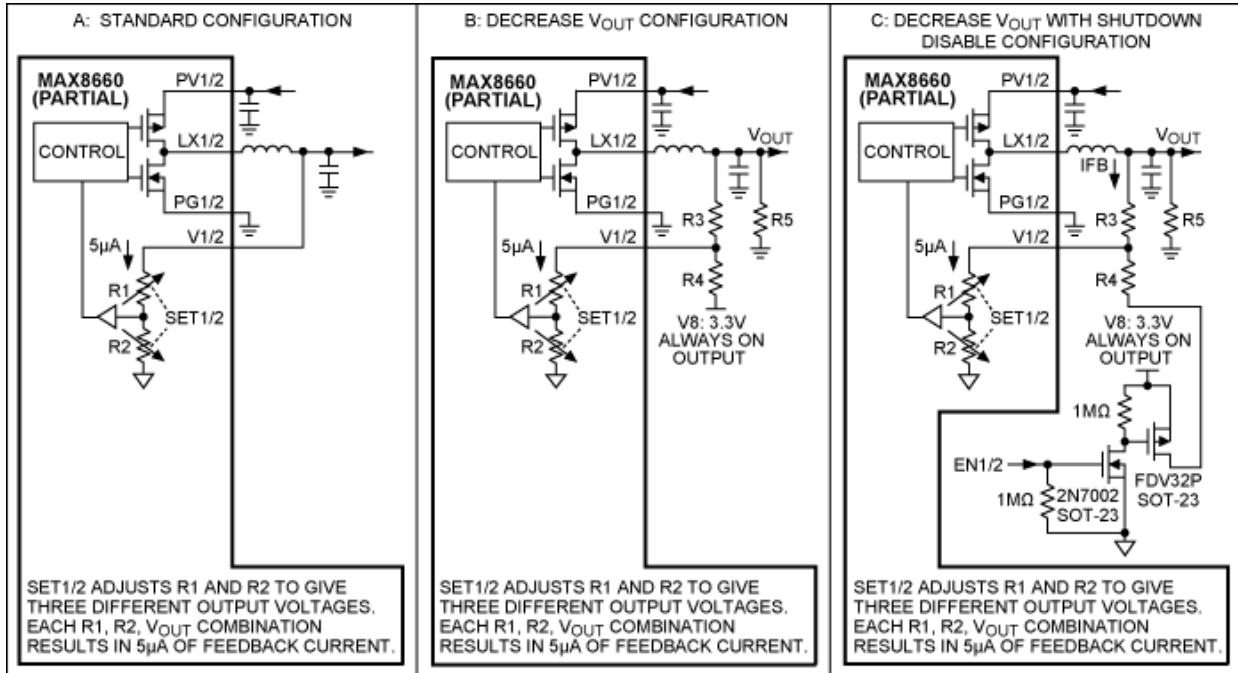 A: STANDARD CONFIGURATION
MAX8660
(PARTIAL)
PV1/2
CONTROL
LX1/2
PG1/2
V1/2
5µA
R1
SET1/2
R2
SET1/2 ADJUSTS R1 AND R2 TO GIVE
THREE DIFFERENT OUTPUT VOLTAGES.
EACH R1, R2, VOUT COMBINATION
RESULTS IN 5µA OF FEEDBACK CURRENT.
B: DECREASE VOUT CONFIGURATION
MAX8660
(PARTIAL)
PV1/2
CONTROL
LX1/2
VOUT
PG1/2
R3
R5
V1/2
5µA
R4
R1
SET1/2
R2
V8: 3.3V
ALWAYS ON
OUTPUT
SET1/2 ADJUSTS R1 AND R2 TO GIVE
THREE DIFFERENT OUTPUT VOLTAGES.
EACH R1, R2, VOUT COMBINATION
RESULTS IN 5µA OF FEEDBACK CURRENT.
C: DECREASE VOUT WITH SHUTDOWN
DISABLE CONFIGURATION
MAX8660
(PARTIAL)
PV1/2
CONTROL
LX1/2
VOUT
IFB
PG1/2
R3
R5
V1/2
5µA
R4
R1
SET1/2
R2
V8: 3.3V
ALWAYS ON
OUTPUT
1MΩ
EN1/2
1MΩ
2N7002
SOT-23
FDV32P
SOT-23
SET1/2 ADJUSTS R1 AND R2 TO GIVE
THREE DIFFERENT OUTPUT VOLTAGES.
EACH R1, R2, VOUT COMBINATION
RESULTS IN 5µA OF FEEDBACK CURRENT.